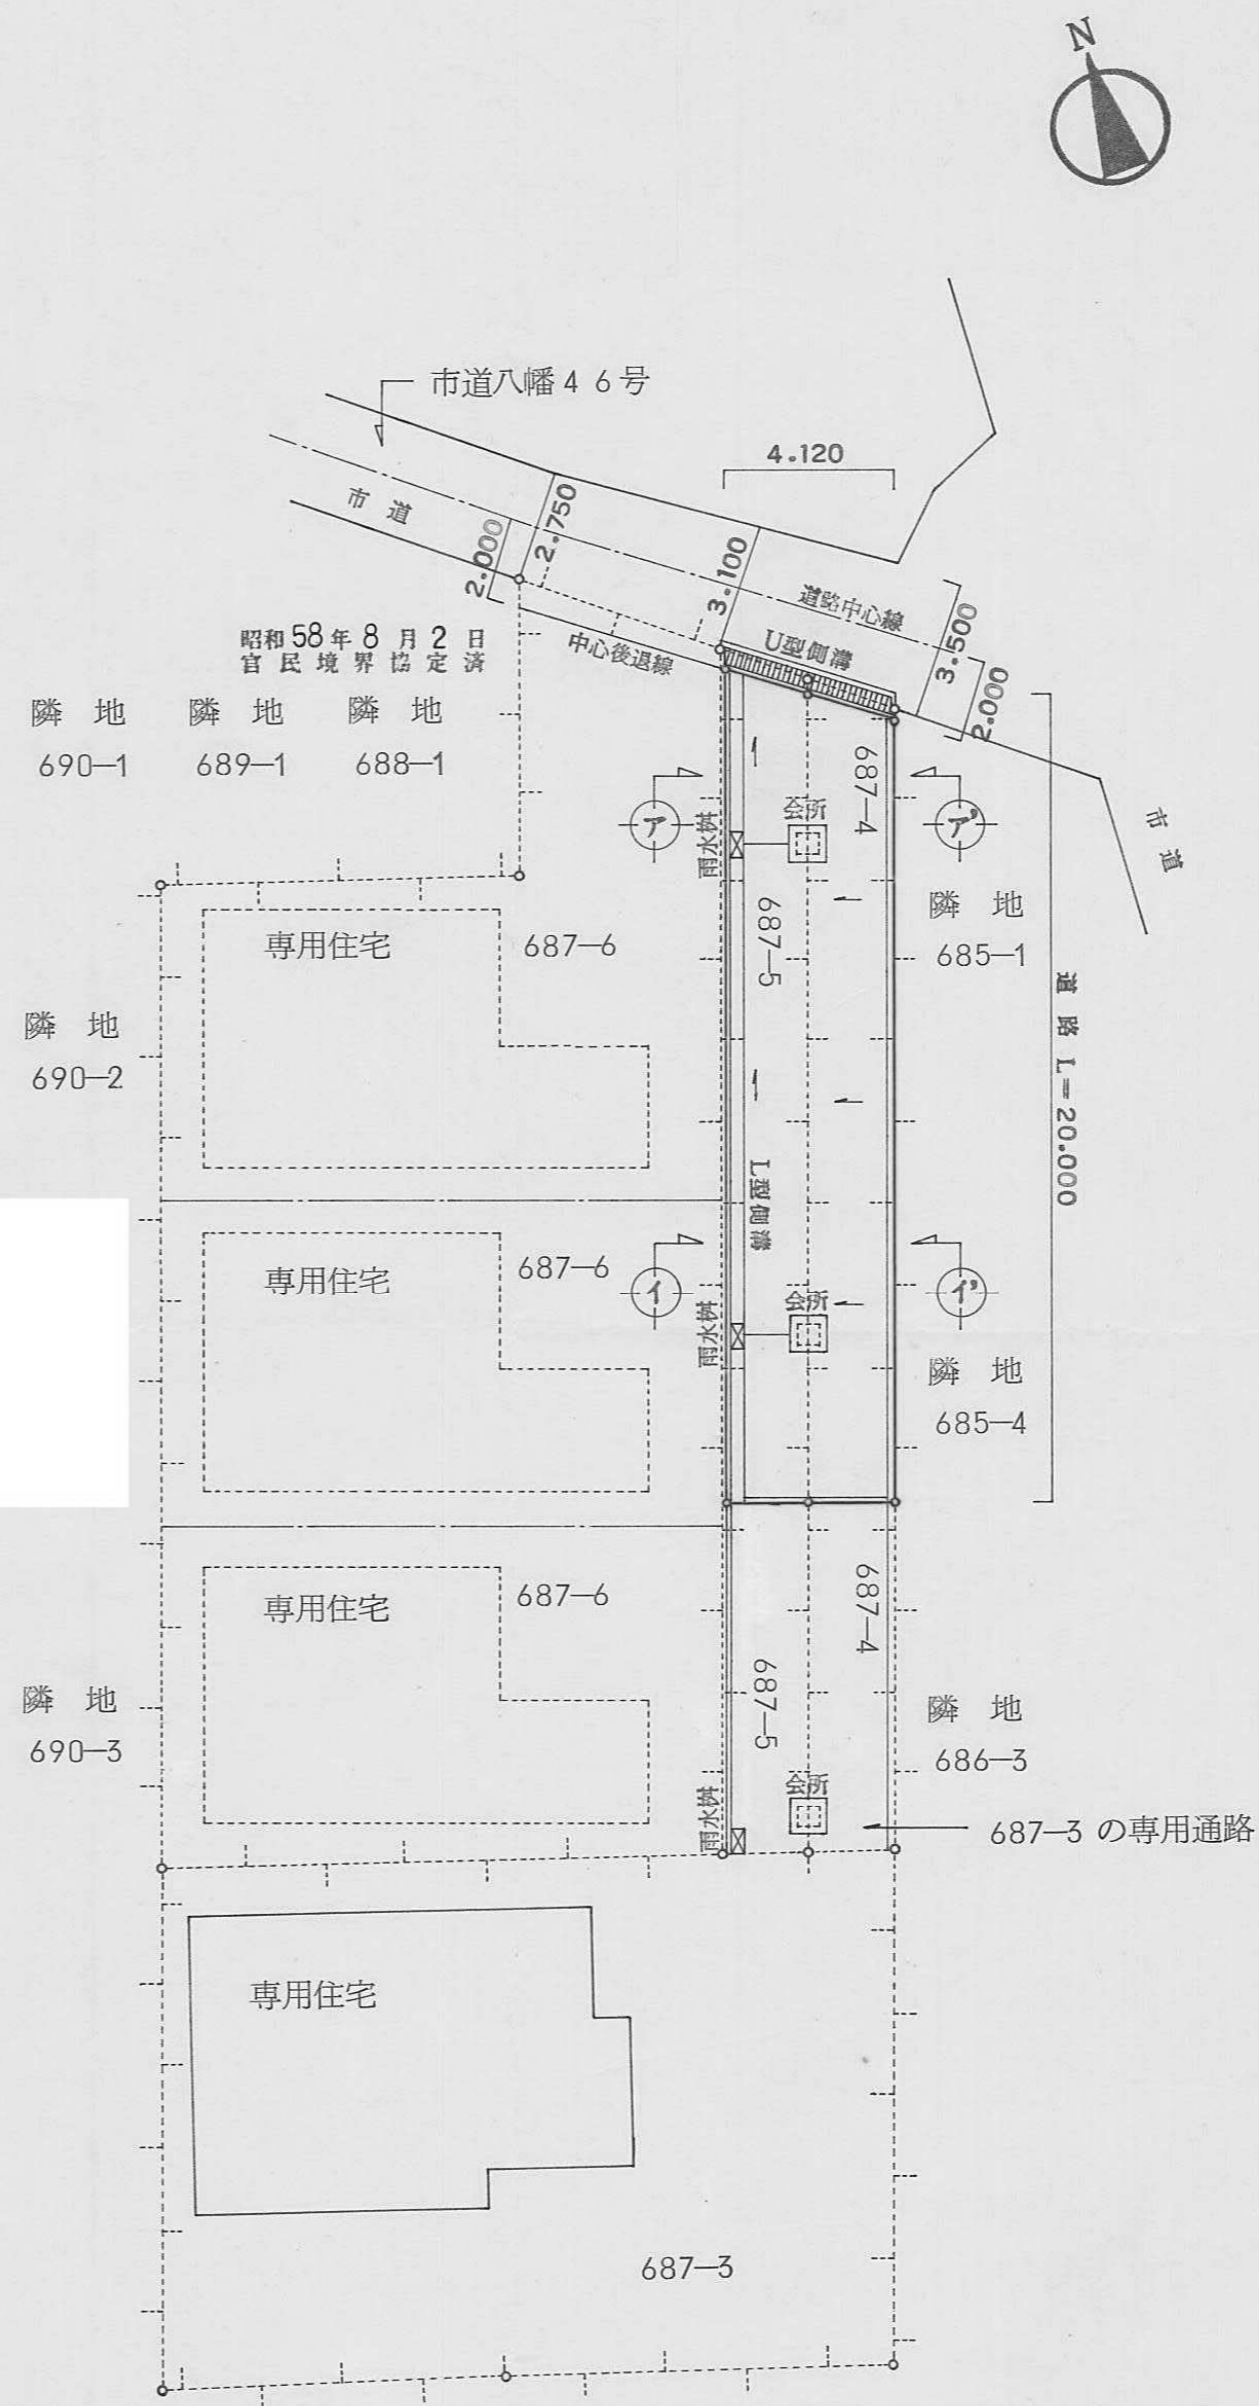 N
市道八幡46号
4.120
市道
2.000
2.750
3.100
道路中心線
3.500
2.000
U型側溝
中心後退線
昭和58年8月2日
官民境界協定済
隣地
690-1
隣地
689-1
隣地
688-1
687-4
市道
ア
雨水桝
会所
ア'
687-5
隣地
685-1
専用住宅
687-6
道路 L=20.000
隣地
690-2
L型側溝
専用住宅
687-6
イ
雨水桝
会所
イ'
隣地
685-4
専用住宅
687-6
687-4
687-5
隣地
690-3
隣地
686-3
雨水桝
会所
687-3 の専用通路
専用住宅
687-3